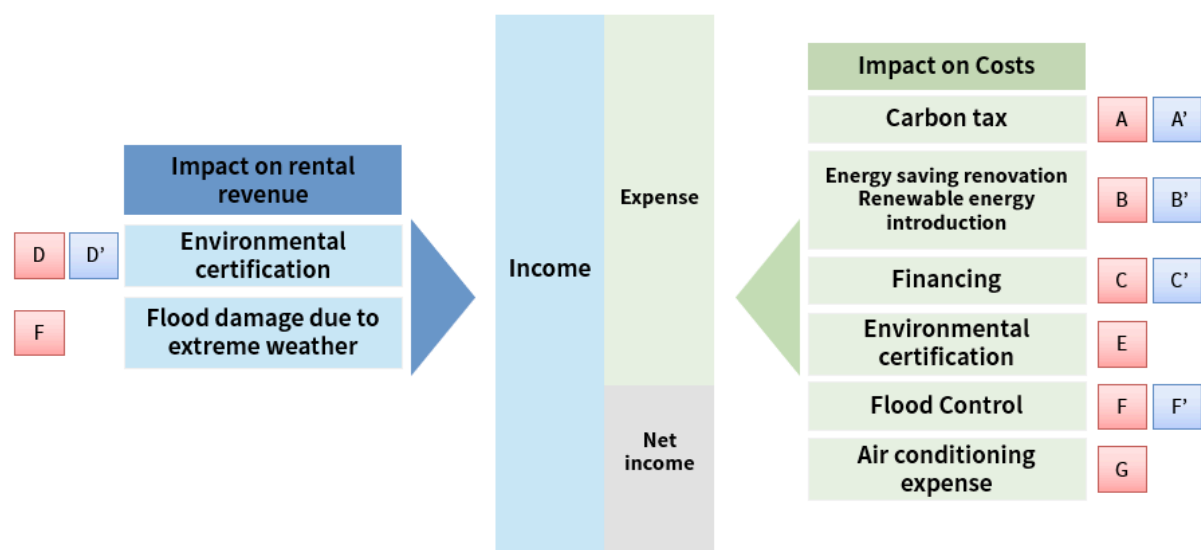 Impact on rental
revenue
D D’ Environmental
certification
F Flood damage due to
extreme weather
Income
Expense
Net
income
Impact on Costs
Carbon tax A A’
Energy saving renovation
Renewable energy
introduction
B B’
Financing C C’
Environmental
certification
E
Flood Control F F’
Air conditioning
expense
G